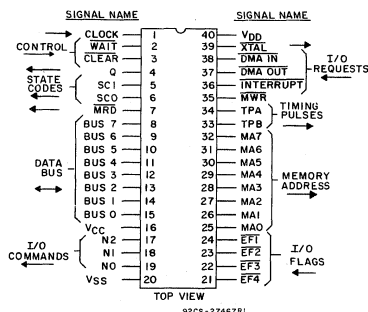 SIGNAL NAME SIGNAL NAME
CLOCK 1 40 VDD
CONTROL WAIT 2 39 XTAL
CLEAR 3 38 DMA IN I/O
Q 4 37 DMA OUT REQUESTS
STATE CODES SC1 5 36 INTERRUPT
SC0 6 35 MWR
MRD 7 34 TPA TIMING
BUS 7 8 33 TPB PULSES
BUS 6 9 32 MA7
BUS 5 10 31 MA6
DATA BUS 4 11 30 MA5
BUS BUS 3 12 29 MA4 MEMORY
BUS 2 13 28 MA3 ADDRESS
BUS 1 14 27 MA2
BUS 0 15 26 MA1
VCC 16 25 MA0
I/O N2 17 24 EF1
COMMANDS N1 18 23 EF2 I/O
N0 19 22 EF3 FLAGS
VSS 20 21 EF4
TOP VIEW
92CS-27467R1